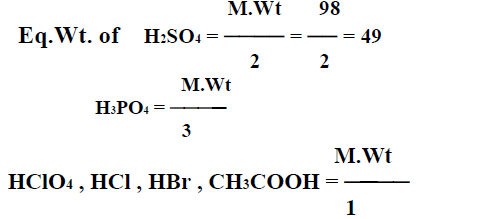 M.Wt 98
Eq.Wt. of H₂SO₄ = = = 49
2 2
M.Wt
H₃PO₄ =
3
M.Wt
HClO₄ , HCl , HBr , CH₃COOH =
1